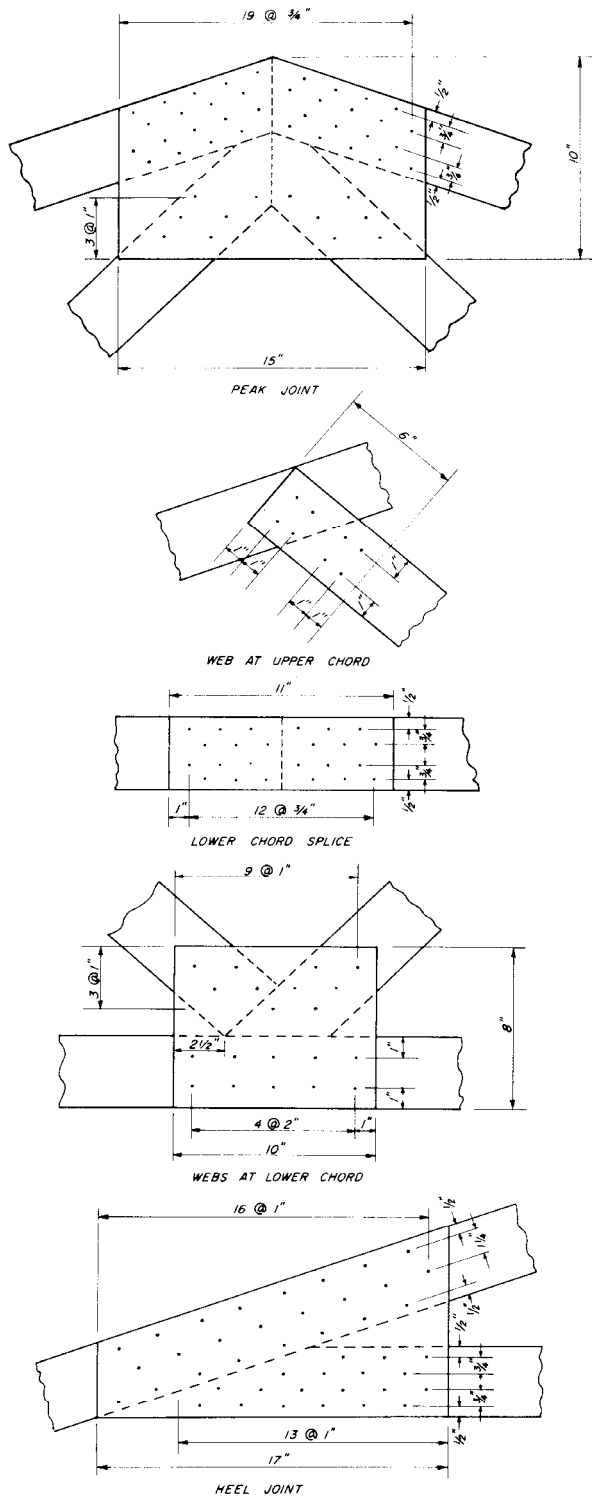 19 @ 3/4"
1/2"
3/4"
3/4"
1/2"
10"
3 @ 1"
15"
PEAK JOINT
9"
1"
1"
1"
1"
1"
1"
WEB AT UPPER CHORD
11"
1/2"
3/4"
3/4"
1/2"
1"
12 @ 3/4"
LOWER CHORD SPLICE
9 @ 1"
3 @ 1"
2 1/2"
1"
8"
1"
4 @ 2"
1"
10"
WEBS AT LOWER CHORD
16 @ 1"
1/2"
1"
1 1/4
1/2"
1/2"
3/4"
3/4"
1/2"
13 @ 1"
17"
HEEL JOINT